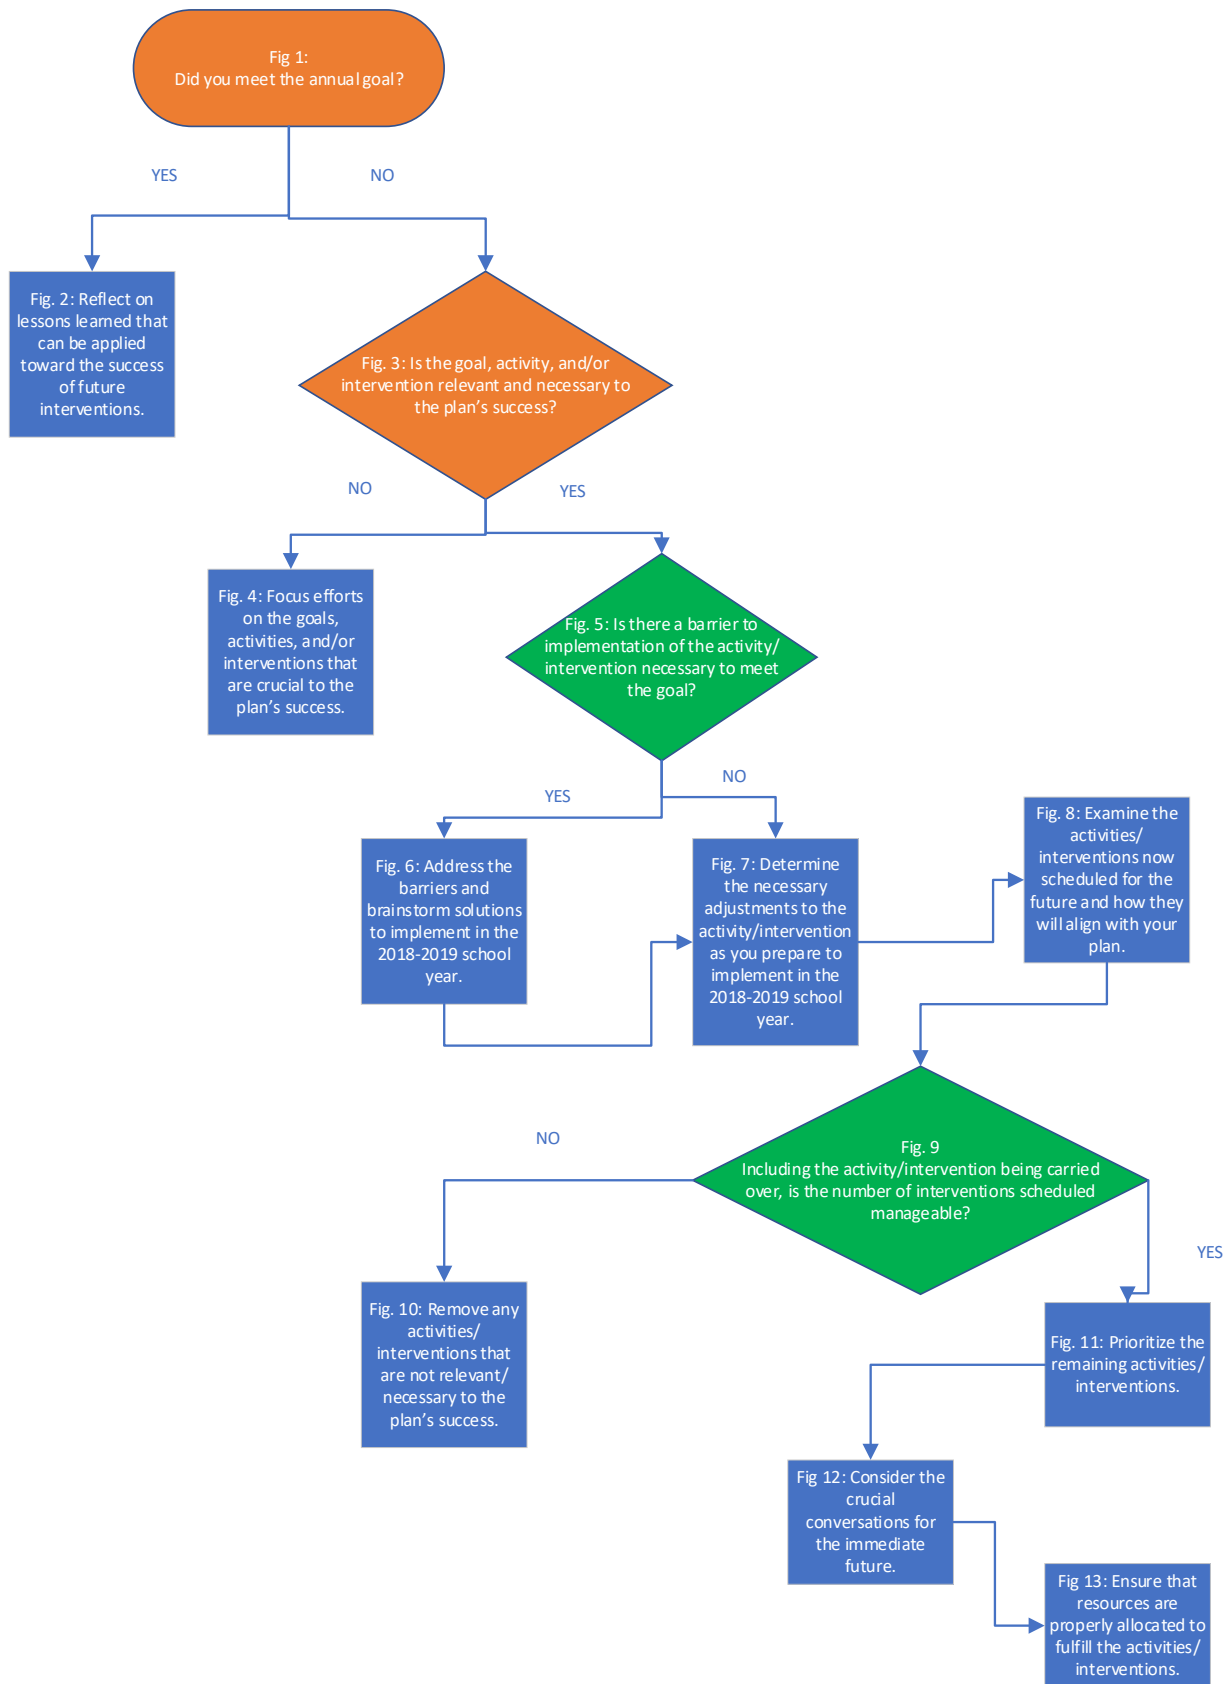 Fig 1:
Did you meet the annual goal?
YES
NO
Fig. 2: Reflect on
lessons learned that
can be applied
toward the success
of future
interventions.
Fig. 3: Is the goal, activity, and/or
intervention relevant and necessary to
the plan's success?
NO
YES
Fig. 4: Focus efforts
on the goals,
activities, and/or
interventions that
are crucial to the
plan's success.
Fig. 5: Is there a barrier to
implementation of the activity/
intervention necessary to meet
the goal?
YES
NO
Fig. 6: Address the
barriers and
brainstorm solutions
to implement in the
2018-2019 school
year.
Fig. 7: Determine
the necessary
adjustments to the
activity/intervention
as you prepare to
implement in the
2018-2019 school
year.
Fig. 8: Examine the
activities/
interventions now
scheduled for the
future and how they
will align with your
plan.
Fig. 9
Including the activity/intervention being carried
over, is the number of interventions scheduled
manageable?
NO
YES
Fig. 10: Remove any
activities/
interventions that
are not relevant/
necessary to the
plan's success.
Fig. 11: Prioritize the
remaining activities/
interventions.
Fig 12: Consider the
crucial
conversations for
the immediate
future.
Fig 13: Ensure that
resources are
properly allocated to
fulfill the activities/
interventions.